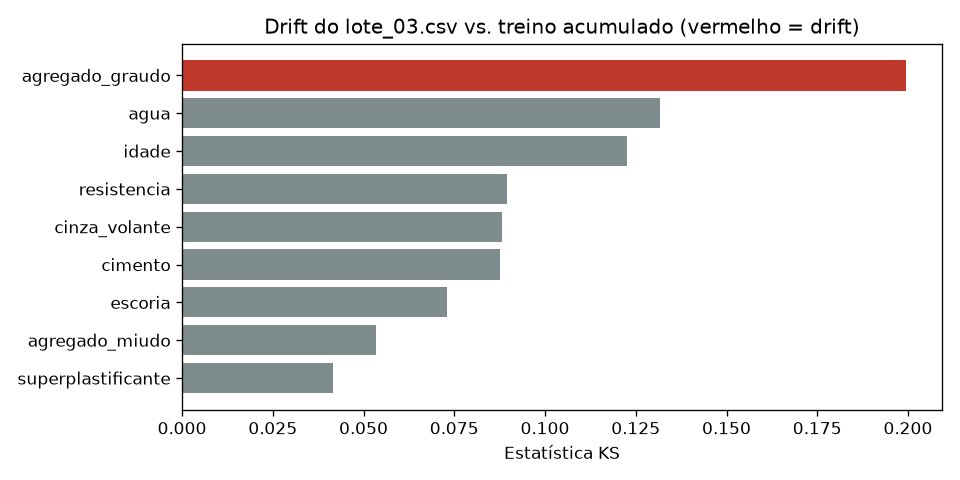 Drift do lote_03.csv vs. treino acumulado (vermelho = drift)
agregado_graudo
agua
idade
resistencia
cinza_volante
cimento
escoria
agregado_miudo
superplastificante
0.000 0.025 0.050 0.075 0.100 0.125 0.150 0.175 0.200
Estatística KS